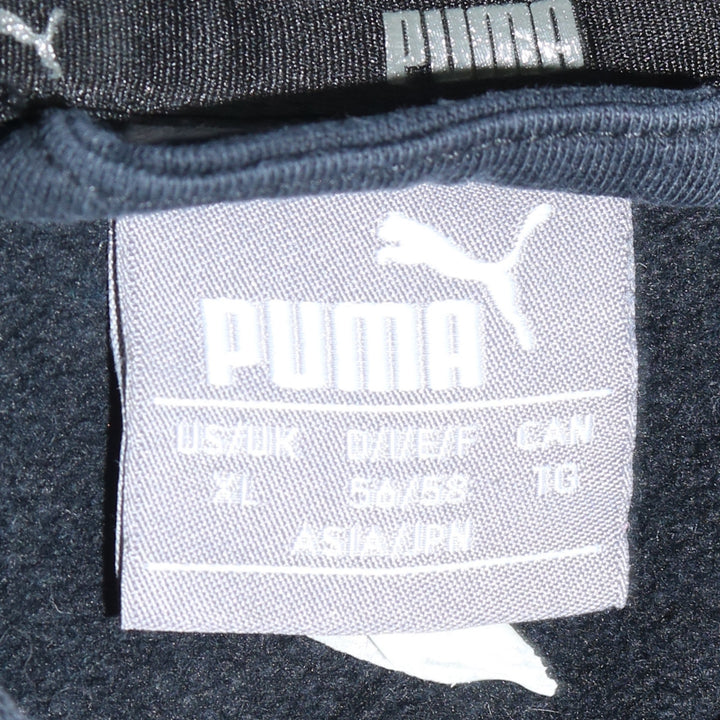 PUMA
PUMA
US/UK D/I/E/F CAN
XL 56/58 TG
ASIA/JPN